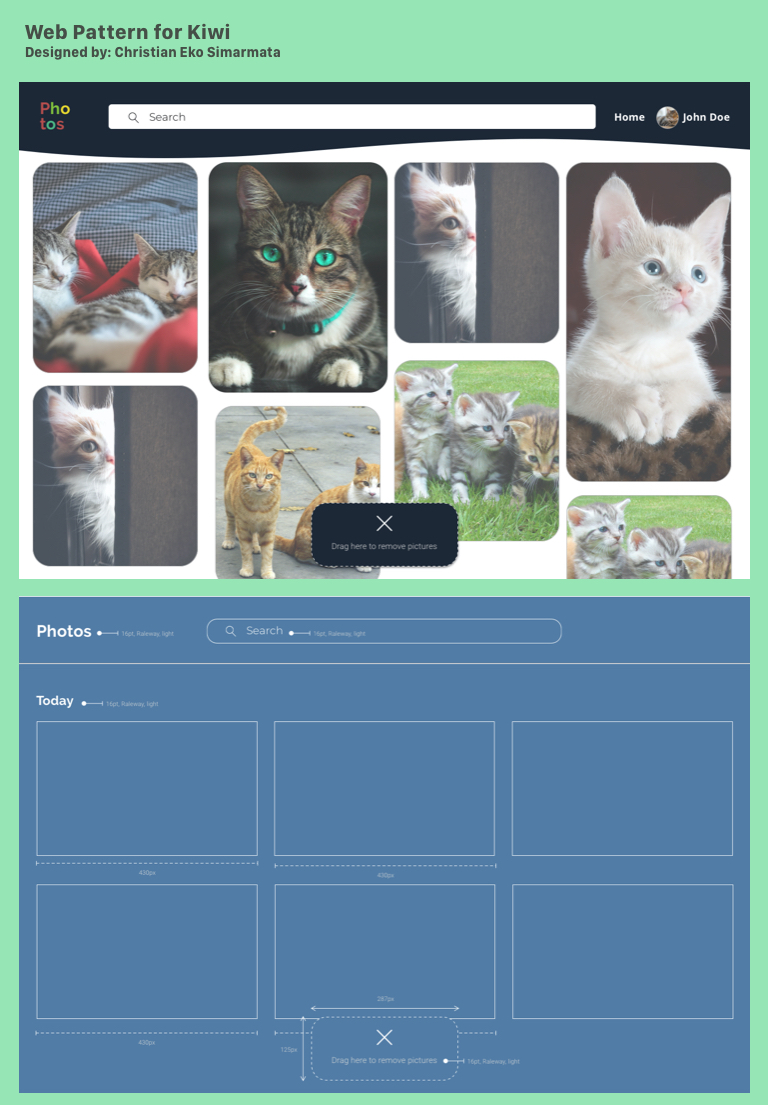 Web Pattern for Kiwi
Designed by: Christian Eko Simarmata
Pho
tos
Search
Home
John Doe
Drag here to remove pictures
Photos
16pt, Raleway, light
Search
16pt, Raleway, light
Today
16pt, Raleway, light
430px
430px
287px
430px
125px
Drag here to remove pictures
16pt, Raleway, light